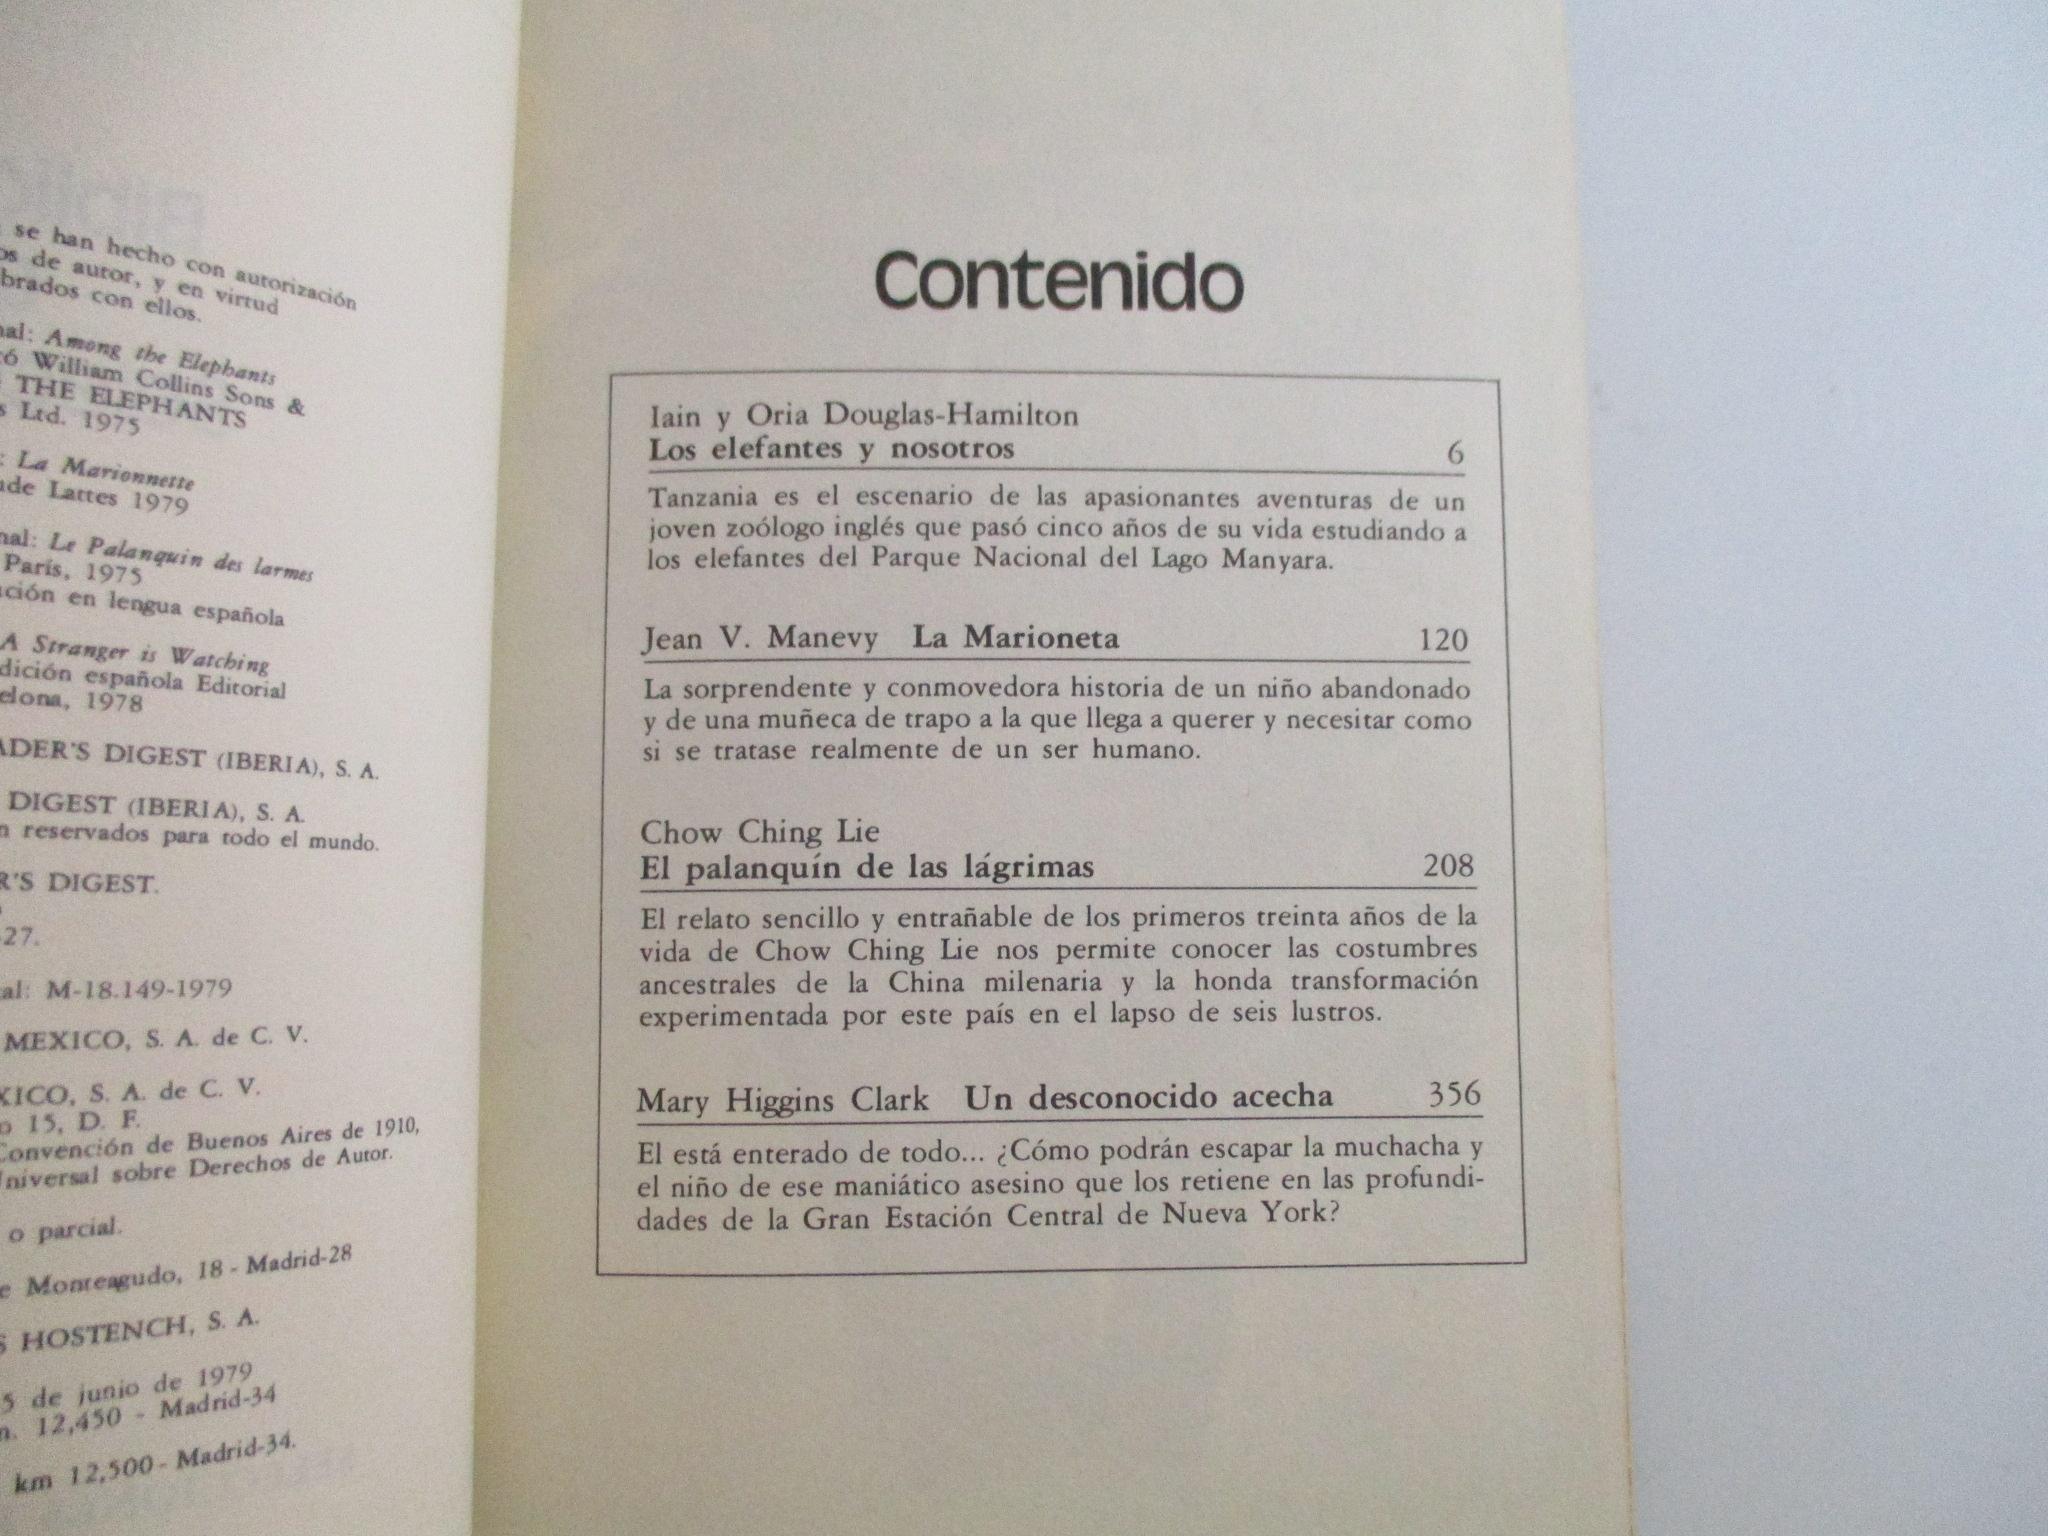 se han hecho con autorización
de autor, y en virtud
con ellos.
Among the Elephants
William Collins Sons &
THE ELEPHANTS
Ltd. 1975
La Marionnette
Lattes 1979
Le Palanquin des larmes
París, 1975
en lengua española
A Stranger is Watching
española Editorial
1978
DIGEST (IBERIA), S. A.
DIGEST (IBERIA), S. A.
reservados para todo el mundo.
DIGEST.
27.
M-18.149-1979
MEXICO, S. A. de C. V.
S. A. de C. V.
15, D. F.
Convención de Buenos Aires de 1910,
Universal sobre Derechos de Autor.
o parcial.
Monteagudo, 18 - Madrid-28
HOSTENCH, S. A.
de junio de 1979
12,450 - Madrid-34
km 12,500 - Madrid-34.
Contenido
Iain y Oria Douglas-Hamilton
Los elefantes y nosotros 6
Tanzania es el escenario de las apasionantes aventuras de un
joven zoólogo inglés que pasó cinco años de su vida estudiando a
los elefantes del Parque Nacional del Lago Manyara.
Jean V. Manevy La Marioneta 120
La sorprendente y conmovedora historia de un niño abandonado
y de una muñeca de trapo a la que llega a querer y necesitar como
si se tratase realmente de un ser humano.
Chow Ching Lie
El palanquín de las lágrimas 208
El relato sencillo y entrañable de los primeros treinta años de la
vida de Chow Ching Lie nos permite conocer las costumbres
ancestrales de la China milenaria y la honda transformación
experimentada por este país en el lapso de seis lustros.
Mary Higgins Clark Un desconocido acecha 356
El está enterado de todo... ¿Cómo podrán escapar la muchacha y
el niño de ese maniático asesino que los retiene en las profundi-
dades de la Gran Estación Central de Nueva York?